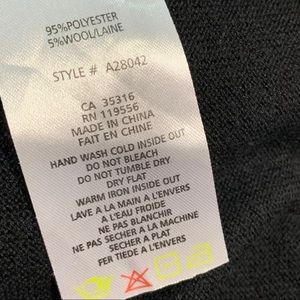 95%POLYESTER
5%WOOL/LAINE
STYLE # A28042
CA 35316
RN 119556
MADE IN CHINA
FAIT EN CHINE
HAND WASH COLD INSIDE OUT
DO NOT BLEACH
DO NOT TUMBLE DRY
DRY FLAT
WARM IRON INSIDE OUT
LAVE A LA MAIN A L'ENVERS
A L'EAU FROIDE
NE PAS BLANCHIR
NE PAS SECHER A LA MACHINE
SECHER A PLAT
FER TIEDE A L'ENVERS